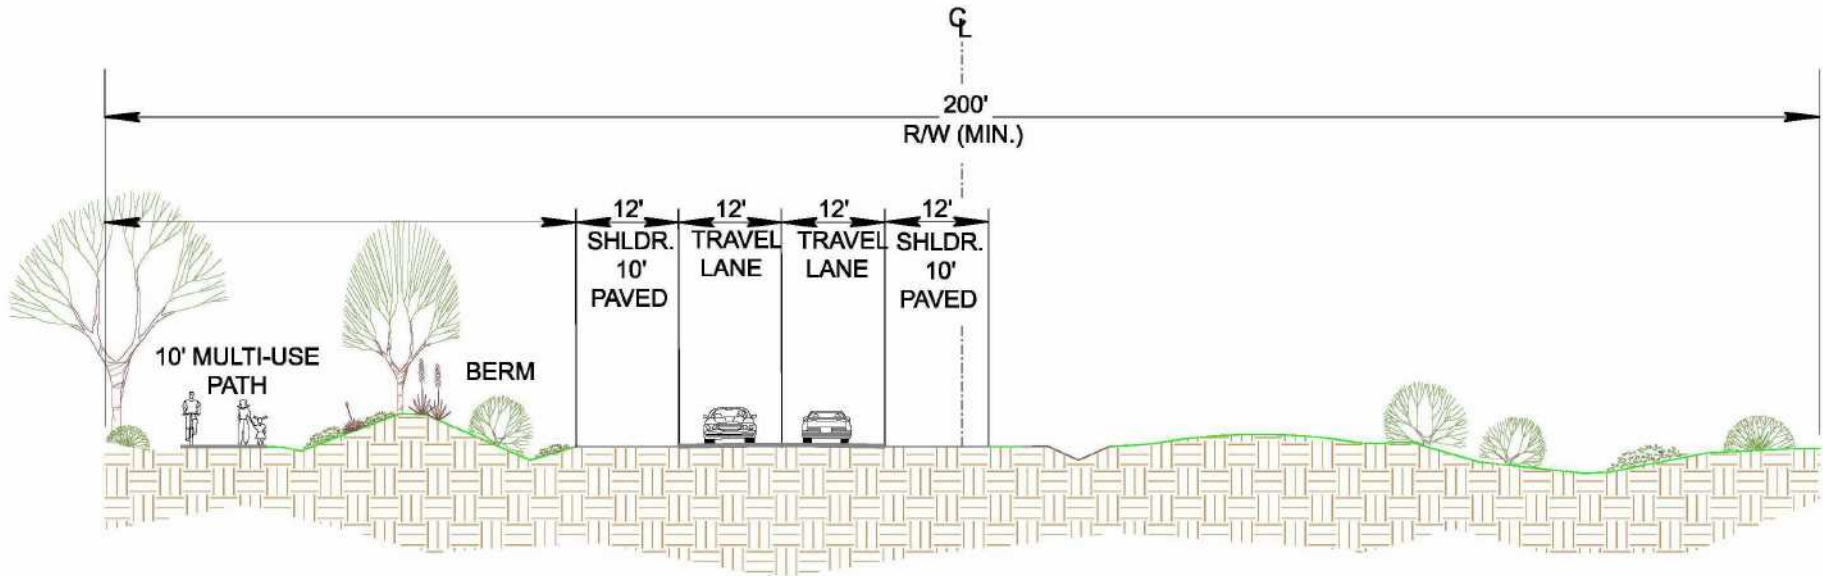 ℄
200'
R/W (MIN.)
12' 12' 12' 12'
SHLDR. TRAVEL TRAVEL SHLDR.
10' LANE LANE 10'
PAVED PAVED
10' MULTI-USE
PATH
BERM